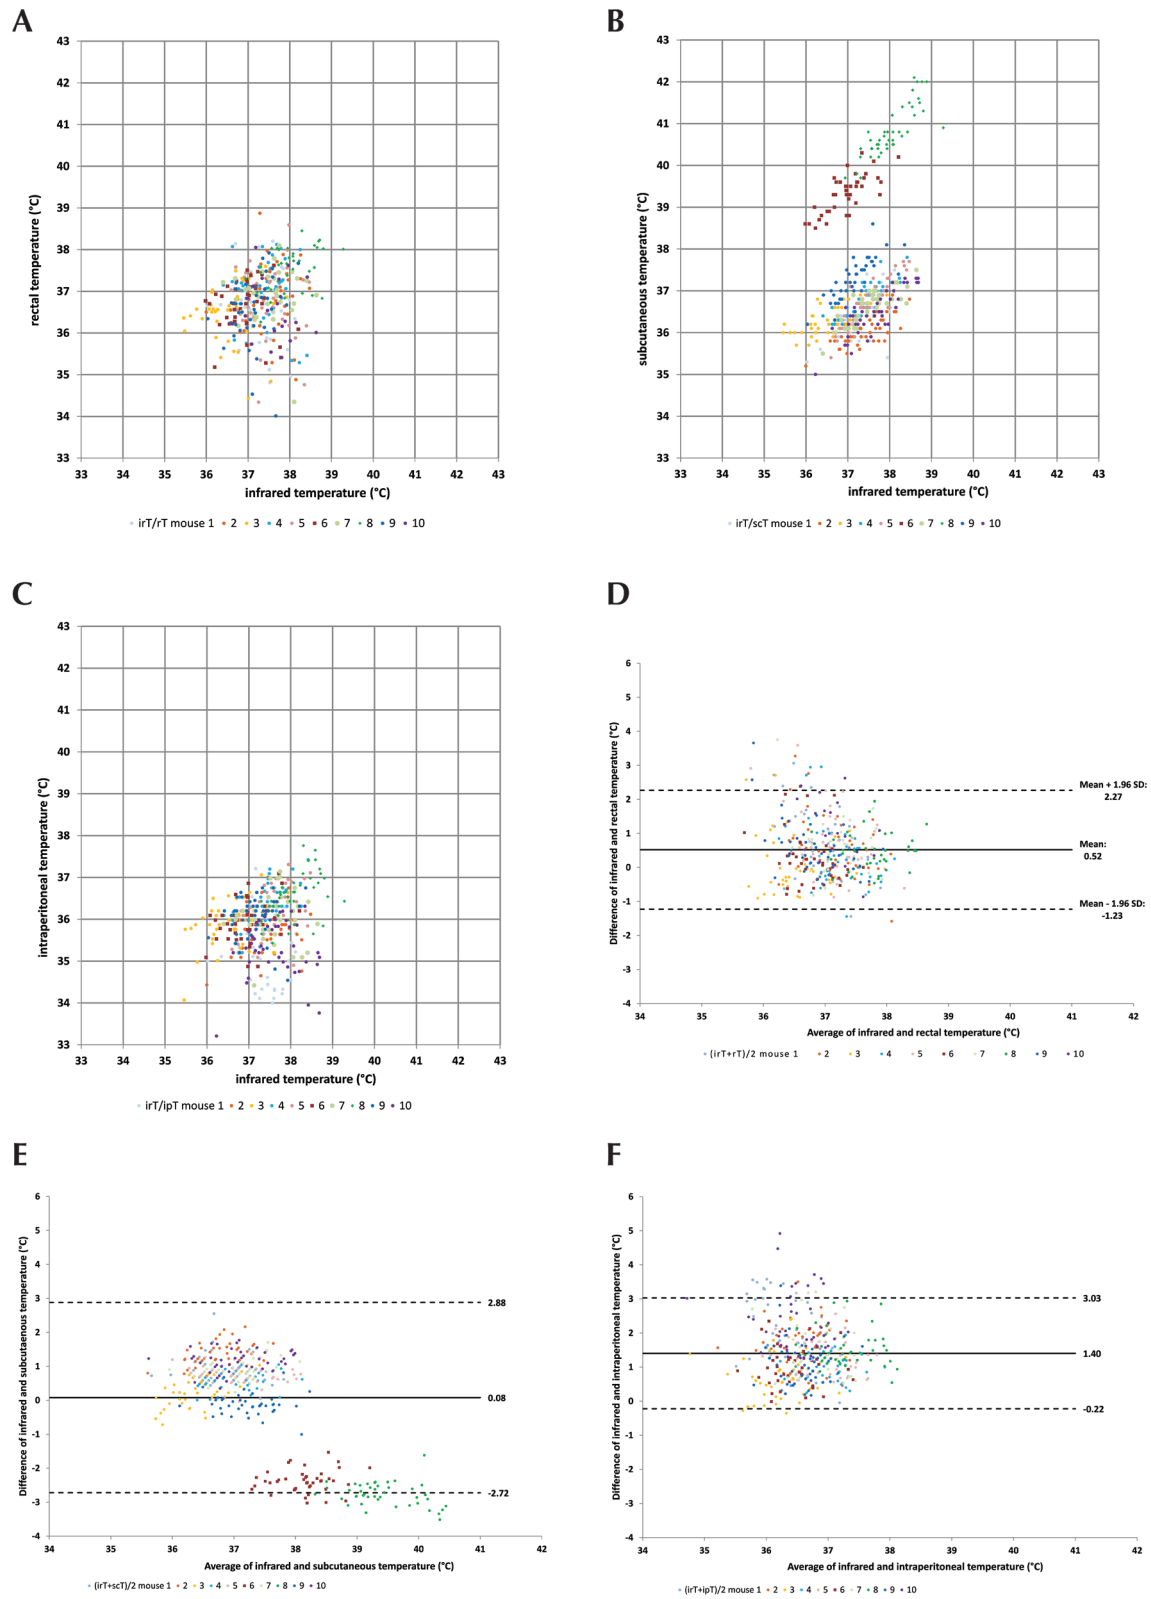 A
43
42
41
40
39
38
37
36
35
34
33
rectal temperature (°C)
33 34 35 36 37 38 39 40 41 42 43
infrared temperature (°C)
irT/rT mouse 1 2 3 4 5 6 7 8 9 10
B
43
42
41
40
39
38
37
36
35
34
33
subcutaneous temperature (°C)
33 34 35 36 37 38 39 40 41 42 43
infrared temperature (°C)
irT/scT mouse 1 2 3 4 5 6 7 8 9 10
C
43
42
41
40
39
38
37
36
35
34
33
intraperitoneal temperature (°C)
33 34 35 36 37 38 39 40 41 42 43
infrared temperature (°C)
irT/ipT mouse 1 2 3 4 5 6 7 8 9 10
D
6
5
4
3
2
1
0
-1
-2
-3
-4
Difference of infrared and rectal temperature (°C)
Mean + 1.96 SD:
2.27
Mean:
0.52
Mean - 1.96 SD:
-1.23
34 35 36 37 38 39 40 41 42
Average of infrared and rectal temperature (°C)
(irT+rT)/2 mouse 1 2 3 4 5 6 7 8 9 10
E
6
5
4
3
2
1
0
-1
-2
-3
-4
Difference of infrared and subcutaenous temperature (°C)
2.88
0.08
-2.72
34 35 36 37 38 39 40 41 42
Average of infrared and subcutaneous temperature (°C)
(irT+scT)/2 mouse 1 2 3 4 5 6 7 8 9 10
F
6
5
4
3
2
1
0
-1
-2
-3
-4
Difference of infrared and intraperitoneal temperature (°C)
3.03
1.40
-0.22
34 35 36 37 38 39 40 41 42
Average of infrared and intraperitoneal temperature (°C)
(irT+ipT)/2 mouse 1 2 3 4 5 6 7 8 9 10